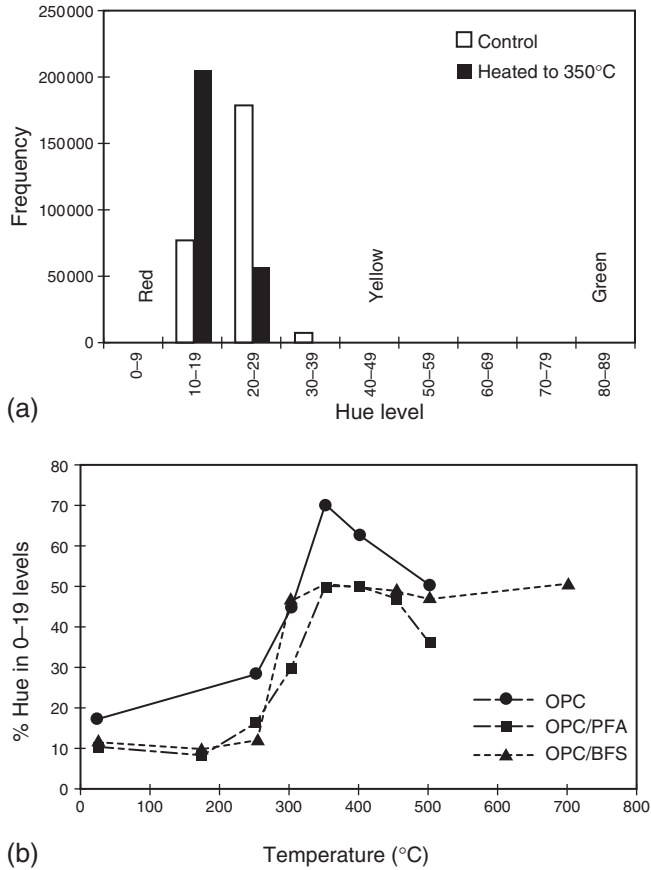 250000
200000
150000
100000
50000
0
Frequency
Control
Heated to 350°C
Red
Yellow
Green
0–9
10–19
20–29
30–39
40–49
50–59
60–69
70–79
80–89
Hue level
(a)
80
70
60
50
40
30
20
10
0
% Hue in 0–19 levels
OPC
OPC/PFA
OPC/BFS
0 100 200 300 400 500 600 700 800
Temperature (°C)
(b)